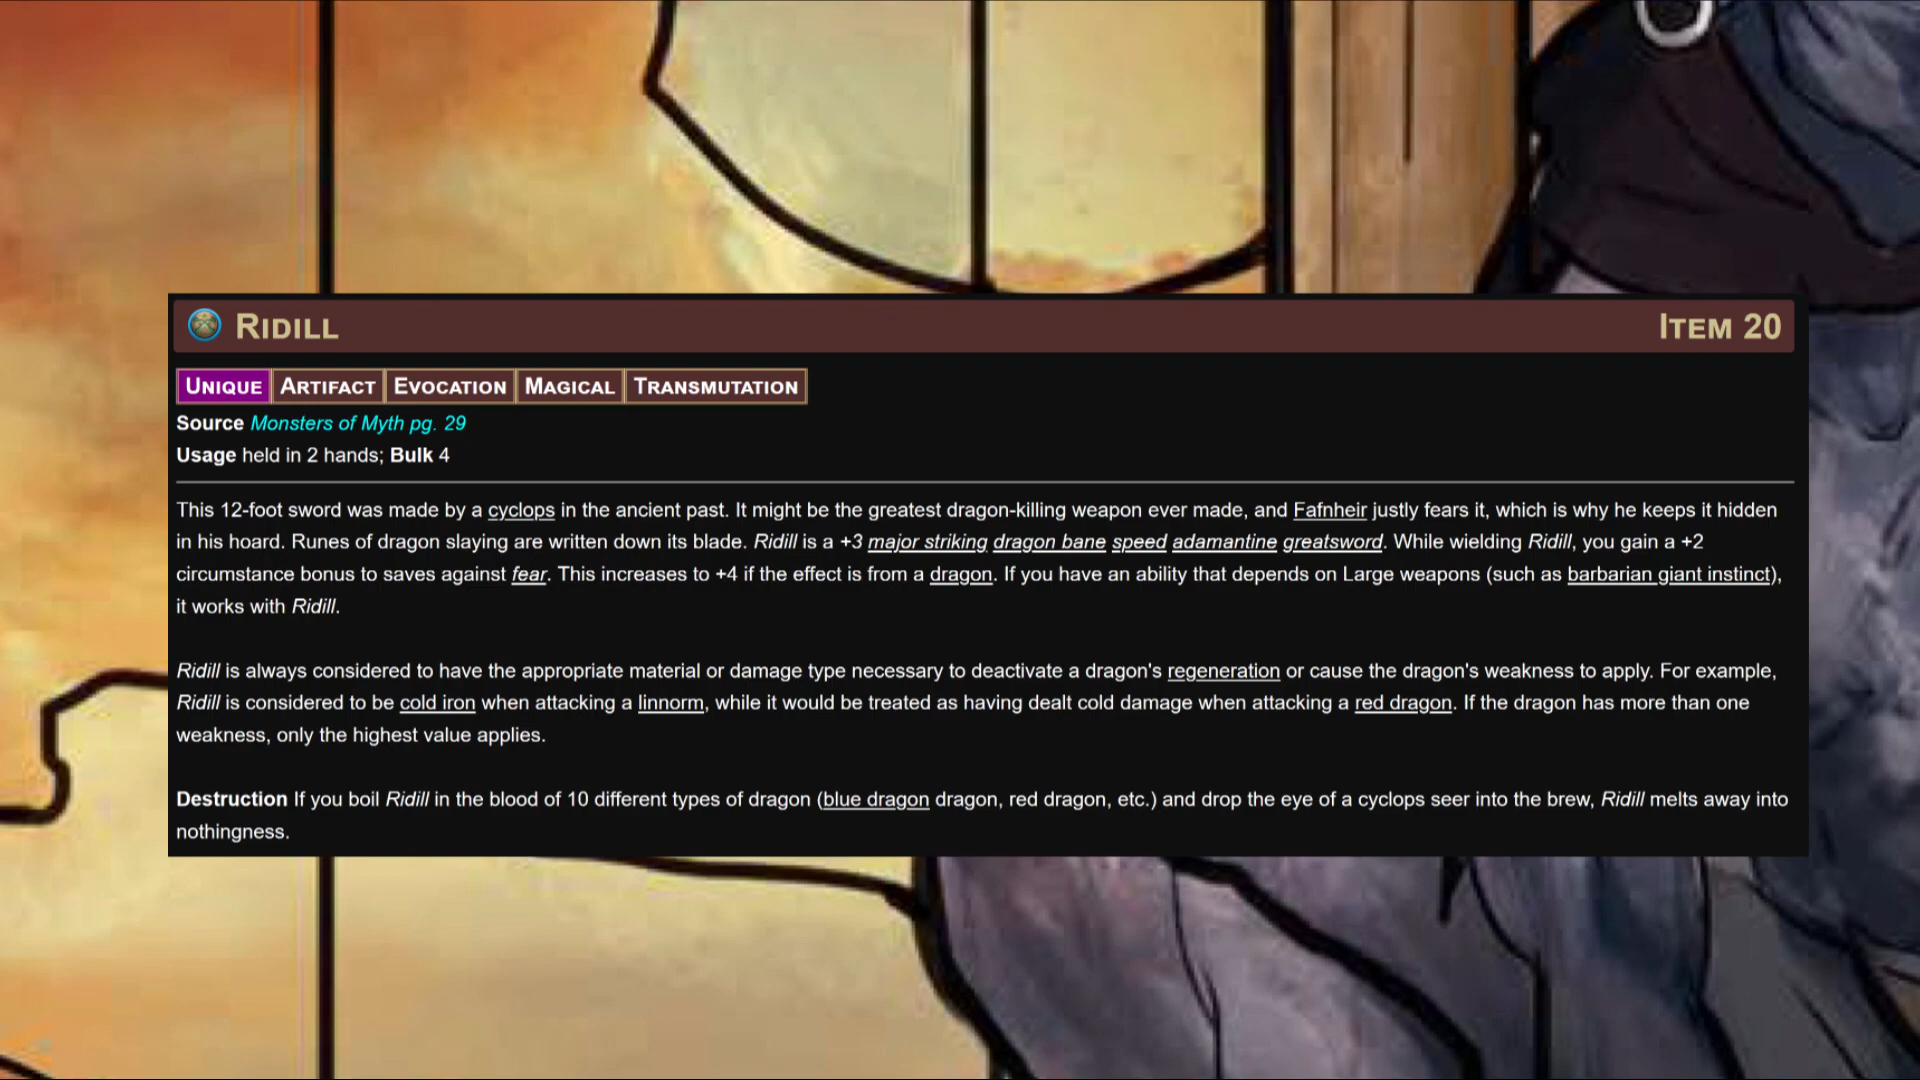 Ridill
Item 20
Unique Artifact Evocation Magical Transmutation
Source Monsters of Myth pg. 29
Usage held in 2 hands; Bulk 4
This 12-foot sword was made by a cyclops in the ancient past. It might be the greatest dragon-killing weapon ever made, and Fafnheir justly fears it, which is why he keeps it hidden
in his hoard. Runes of dragon slaying are written down its blade. Ridill is a +3 major striking dragon bane speed adamantine greatsword. While wielding Ridill, you gain a +2
circumstance bonus to saves against fear. This increases to +4 if the effect is from a dragon. If you have an ability that depends on Large weapons (such as barbarian giant instinct),
it works with Ridill.
Ridill is always considered to have the appropriate material or damage type necessary to deactivate a dragon's regeneration or cause the dragon's weakness to apply. For example,
Ridill is considered to be cold iron when attacking a linnorm, while it would be treated as having dealt cold damage when attacking a red dragon. If the dragon has more than one
weakness, only the highest value applies.
Destruction If you boil Ridill in the blood of 10 different types of dragon (blue dragon dragon, red dragon, etc.) and drop the eye of a cyclops seer into the brew, Ridill melts away into
nothingness.